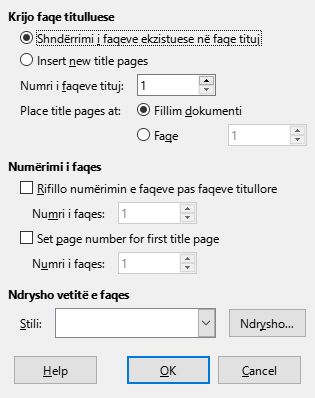 Krijo faqe titulluese
Shndërrimi i faqeve ekzistuese në faqe tituj
Insert new title pages
Numri i faqeve tituj: 1
Place title pages at: Fillim dokumenti
Faqe 1
Numërimi i faqes
Rifillo numërimin e faqeve pas faqeve titullore
Numri i faqes: 1
Set page number for first title page
Numri i faqes: 1
Ndrysho vetitë e faqes
Stili: Ndrysho...
Help OK Cancel